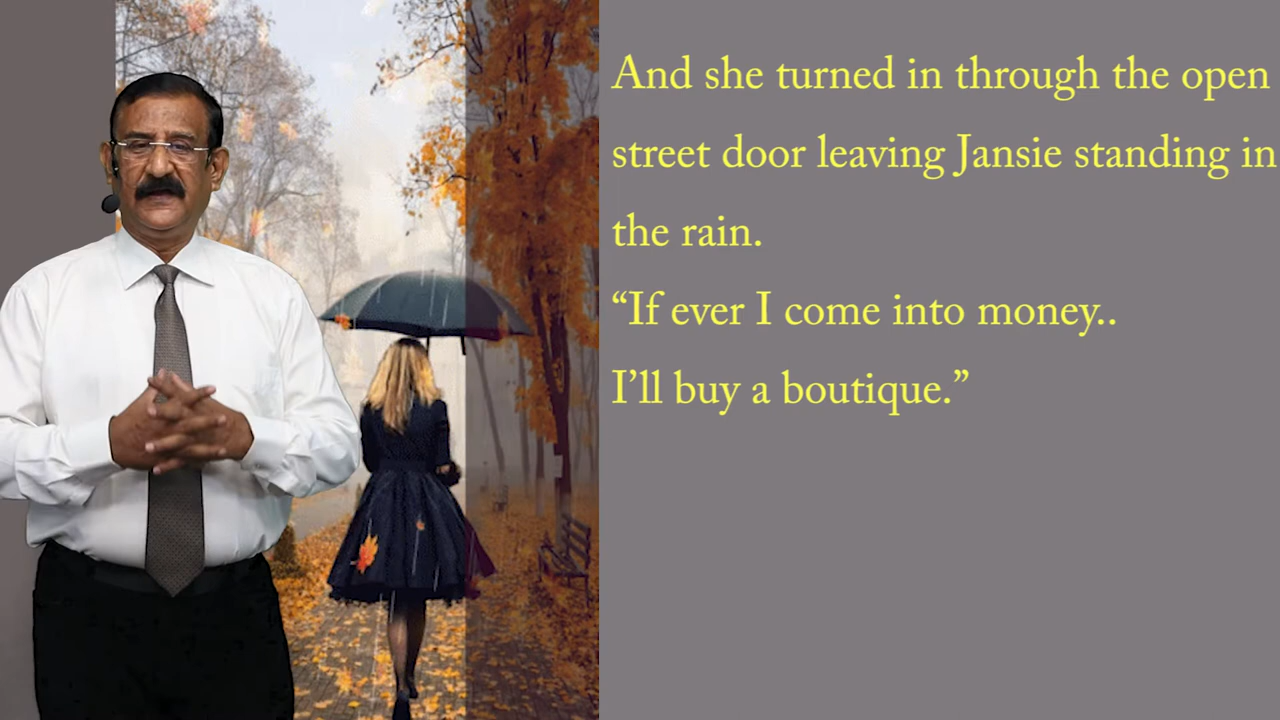 And she turned in through the open
street door leaving Jansie standing in
the rain.
“If ever I come into money..
I’ll buy a boutique.”